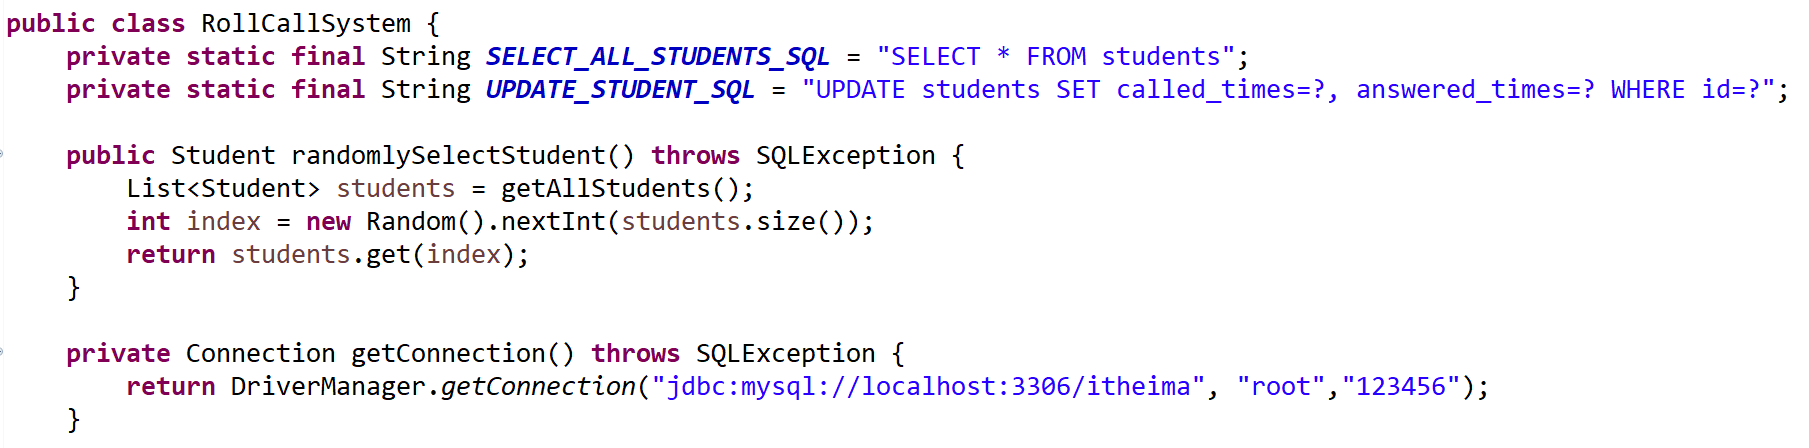 public class RollCallSystem {
    private static final String SELECT_ALL_STUDENTS_SQL = "SELECT * FROM students";
    private static final String UPDATE_STUDENT_SQL = "UPDATE students SET called_times=?, answered_times=? WHERE id=?";
    public Student randomlySelectStudent() throws SQLException {
        List<Student> students = getAllStudents();
        int index = new Random().nextInt(students.size());
        return students.get(index);
    }
    private Connection getConnection() throws SQLException {
        return DriverManager.getConnection("jdbc:mysql://localhost:3306/itheima", "root","123456");
    }